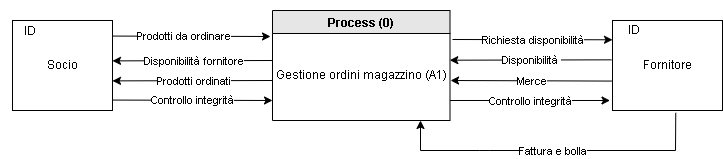 ID
Socio
Prodotti da ordinare
Disponibilità fornitore
Prodotti ordinati
Controllo integrità
Process (0)
Gestione ordini magazzino (A1)
Richiesta disponibilità
Disponibilità
Merce
Controllo integrità
ID
Fornitore
Fattura e bolla